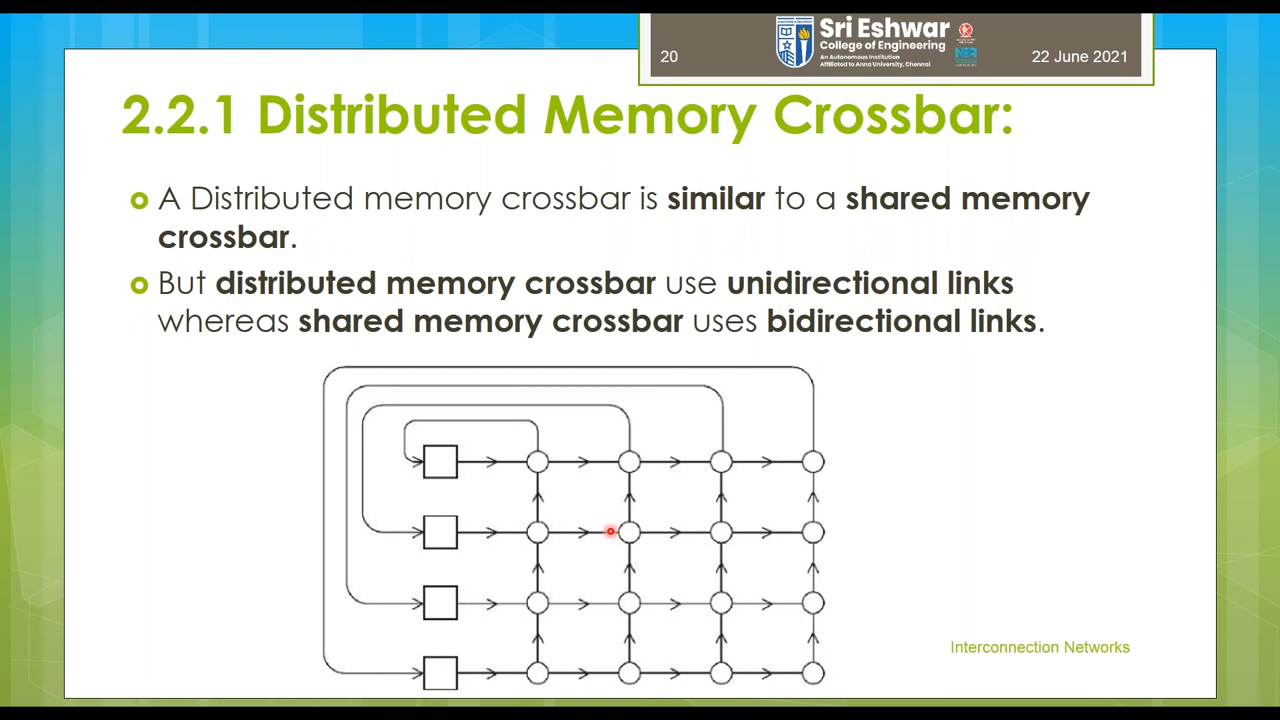 20
Sri Eshwar
College of Engineering
An Autonomous Institution
Affiliated to Anna University, Chennai
22 June 2021
2.2.1 Distributed Memory Crossbar:
A Distributed memory crossbar is similar to a shared memory
crossbar.
But distributed memory crossbar use unidirectional links
whereas shared memory crossbar uses bidirectional links.
Interconnection Networks